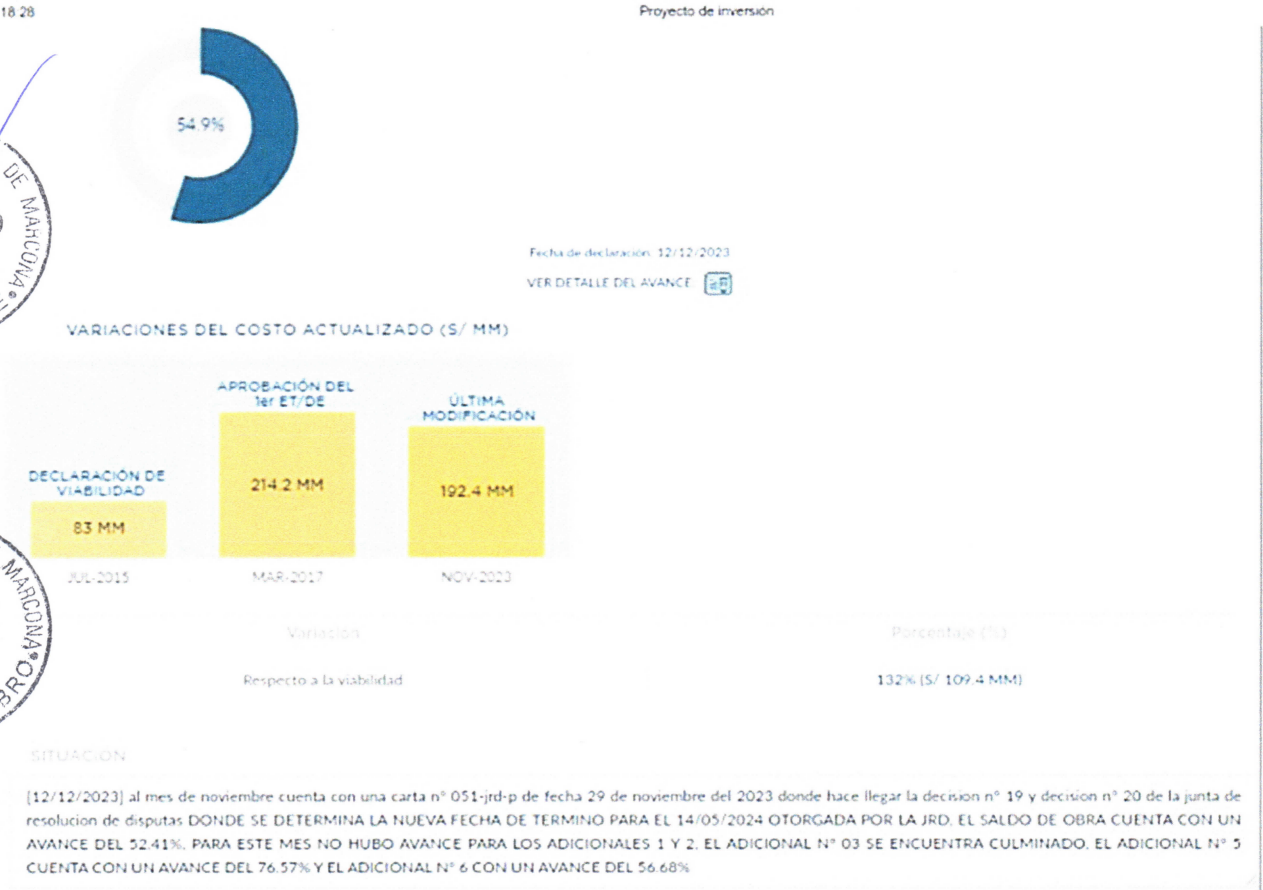 18:28
Proyecto de inversión
54.9%
DE MARCONA
Fecha de declaración: 12/12/2023
VER DETALLE DEL AVANCE
VARIACIONES DEL COSTO ACTUALIZADO (S/ MM)
APROBACIÓN DEL
1er ET/DE
ÚLTIMA
MODIFICACIÓN
DECLARACIÓN DE
VIABILIDAD
214.2 MM
192.4 MM
83 MM
JUL-2015
MAR-2017
NOV-2023
MARCONA
BRO
Variación
Porcentaje (%)
Respecto a la viabilidad
132% (S/ 109.4 MM)
SITUACION
[12/12/2023] al mes de noviembre cuenta con una carta n° 051-jrd-p de fecha 29 de noviembre del 2023 donde hace llegar la decision n° 19 y decision n° 20 de la junta de
resolucion de disputas DONDE SE DETERMINA LA NUEVA FECHA DE TERMINO PARA EL 14/05/2024 OTORGADA POR LA JRD. EL SALDO DE OBRA CUENTA CON UN
AVANCE DEL 52.41%. PARA ESTE MES NO HUBO AVANCE PARA LOS ADICIONALES 1 Y 2. EL ADICIONAL N° 03 SE ENCUENTRA CULMINADO. EL ADICIONAL N° 5
CUENTA CON UN AVANCE DEL 76.57% Y EL ADICIONAL N° 6 CON UN AVANCE DEL 56.68%